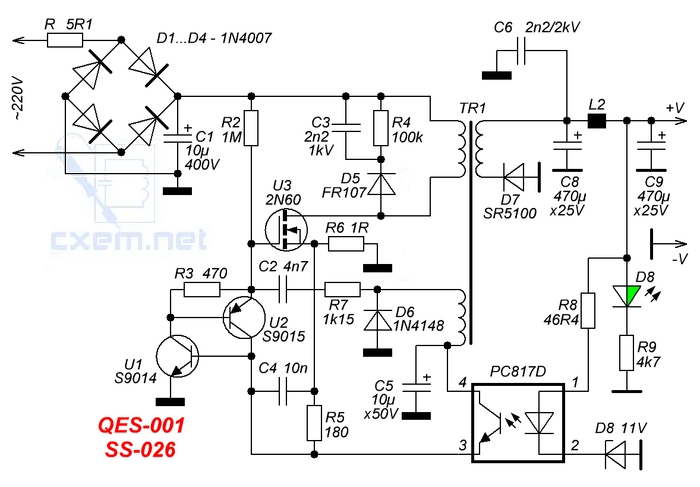 R 5R1
D1...D4 - 1N4007
C6 2n2/2kV
~220V
R2
1M
C3
2n2
1kV
R4
100k
TR1
L2
+V
C1
10µ
400V
D5
FR107
D7
SR5100
C8
470µ
x25V
C9
470µ
x25V
U3
2N60
R6 1R
cxem.net
-V
R3 470
C2 4n7
R7
1k15
D6
1N4148
R8
46R4
D8
U2
S9015
U1
S9014
C4 10n
C5
10µ
x50V
PC817D
R9
4k7
4
1
R5
180
3
2
D8 11V
QES-001
SS-026